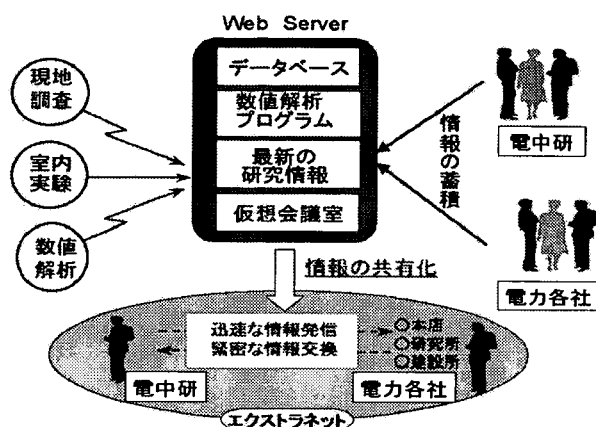 Web Server
データベース
数値解析
プログラム
最新の
研究情報
仮想会議室
現地
調査
室内
実験
数値
解析
情報の蓄積
電中研
電力各社
情報の共有化
迅速な情報発信
緊密な情報交換
○本店
○研究所
○建設所
電中研
電力各社
エクストラネット